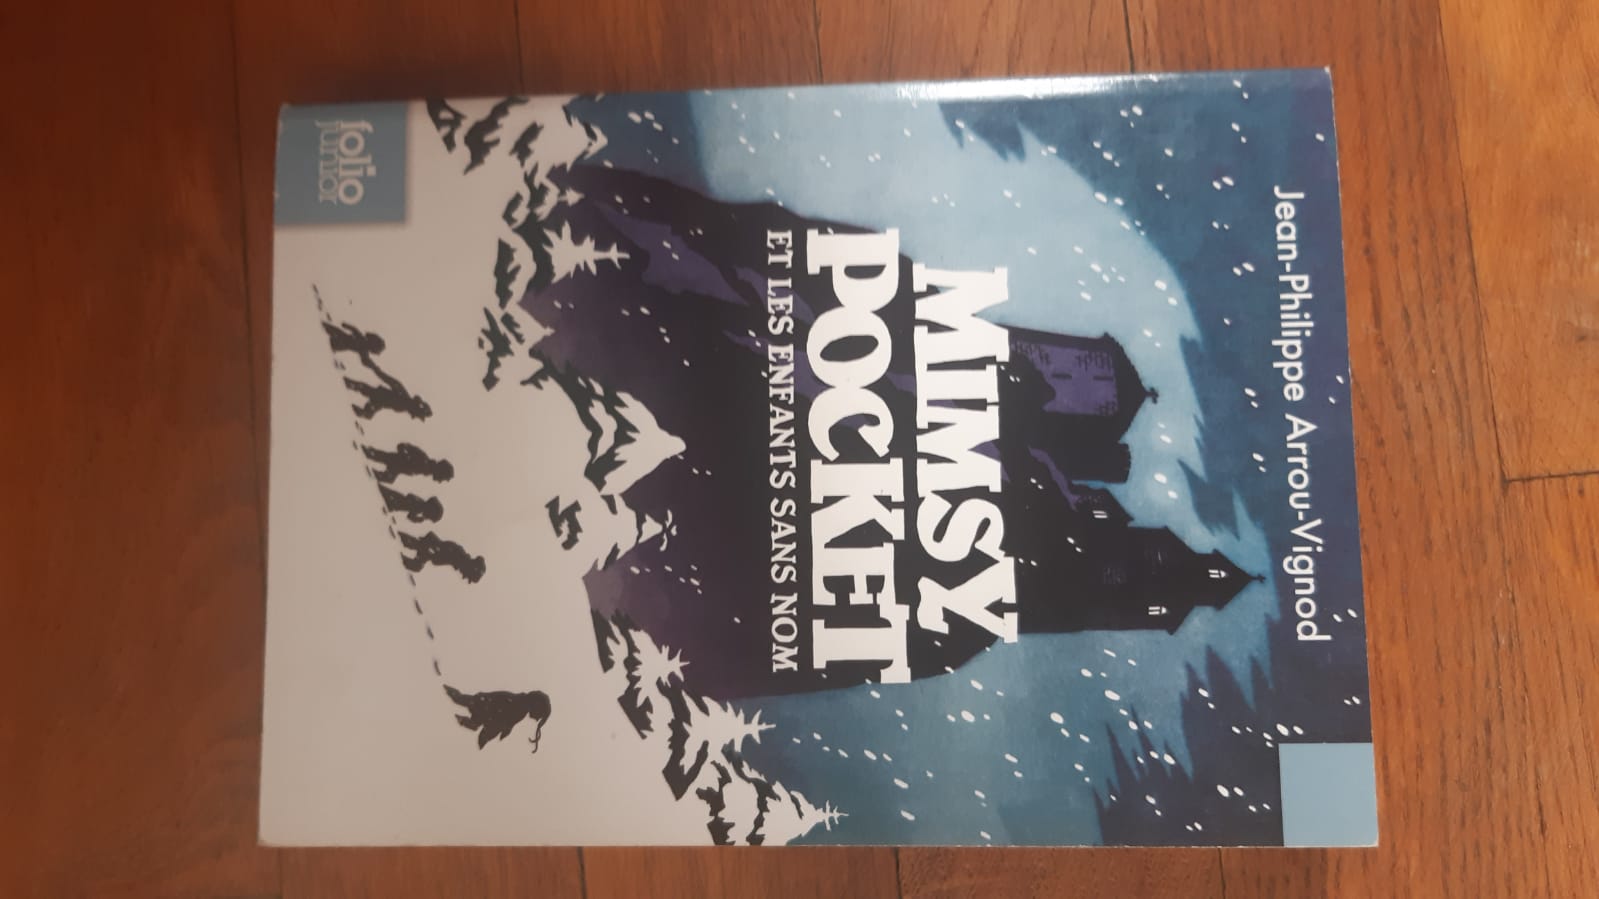 Jean-Philippe Arrou-Vignod
MIMSY
POCKET
ET LES ENFANTS SANS NOM
folio
junior